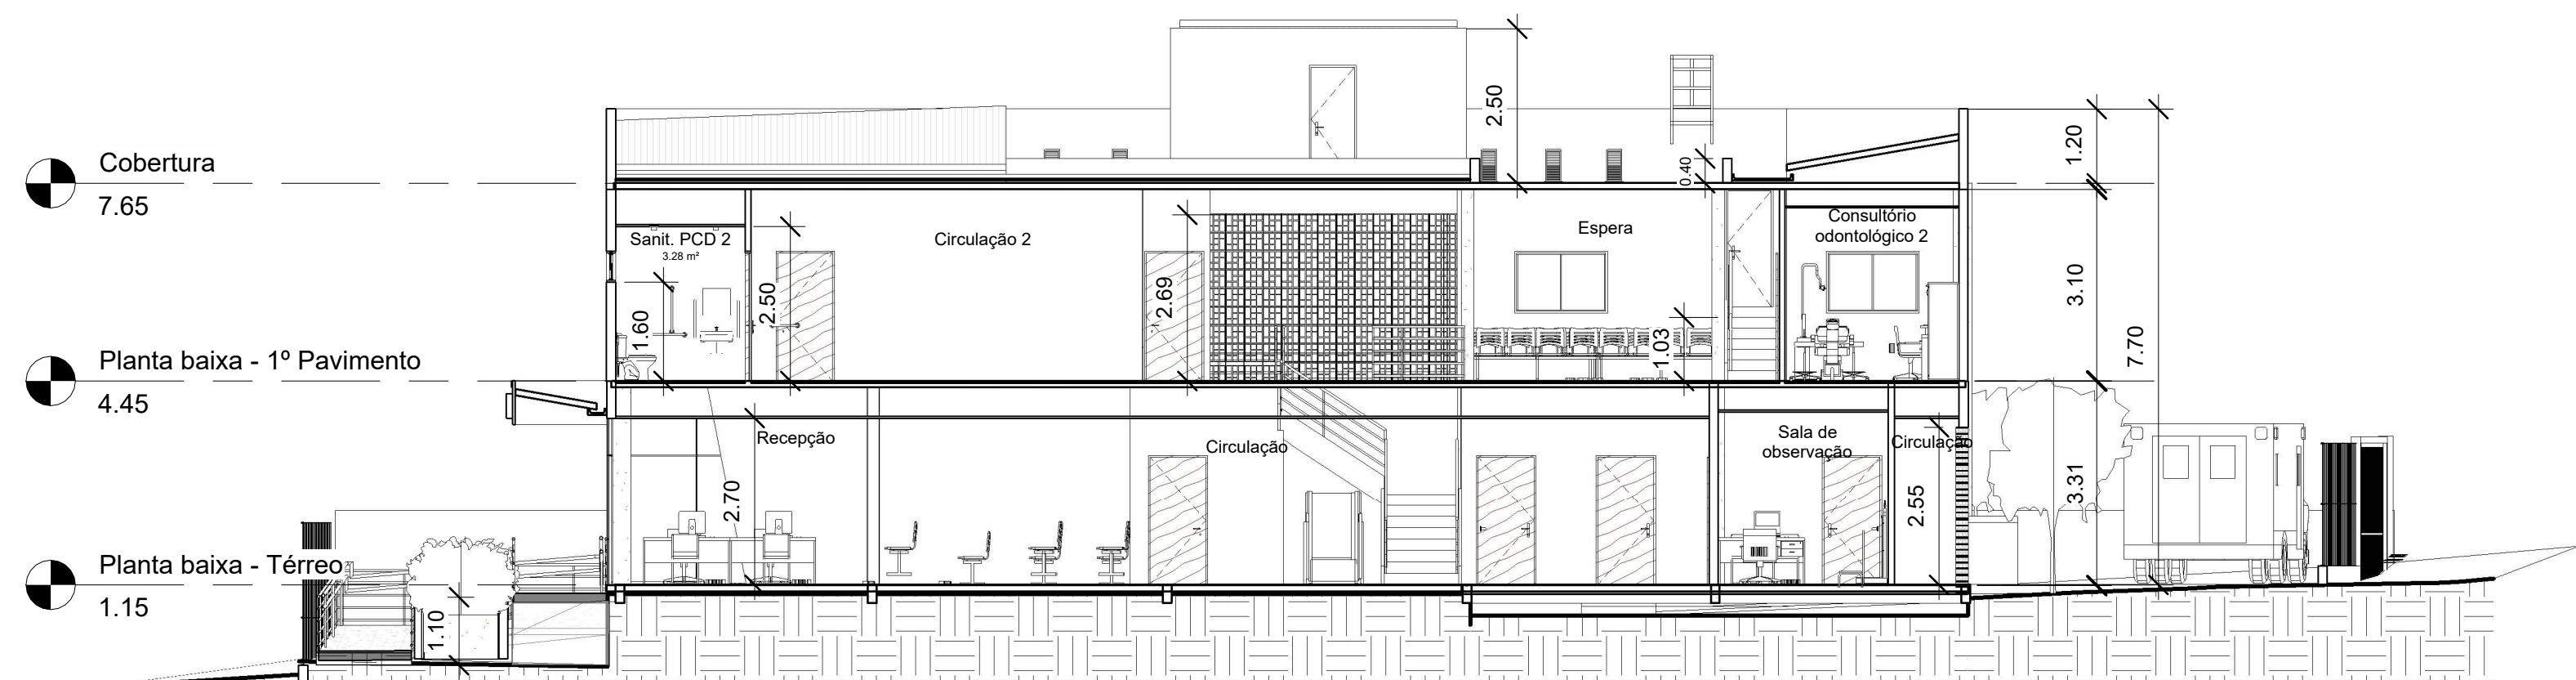 2.50
Cobertura
7.65
0.40
1.20
Sanit. PCD 2
3.28 m²
Circulação 2
Espera
Consultório
odontológico 2
1.60
2.50
2.69
1.03
3.10
7.70
Planta baixa - 1º Pavimento
4.45
Recepção
Circulação
Sala de
observação
Circulação
2.70
2.55
3.31
Planta baixa - Térreo
1.15
1.10